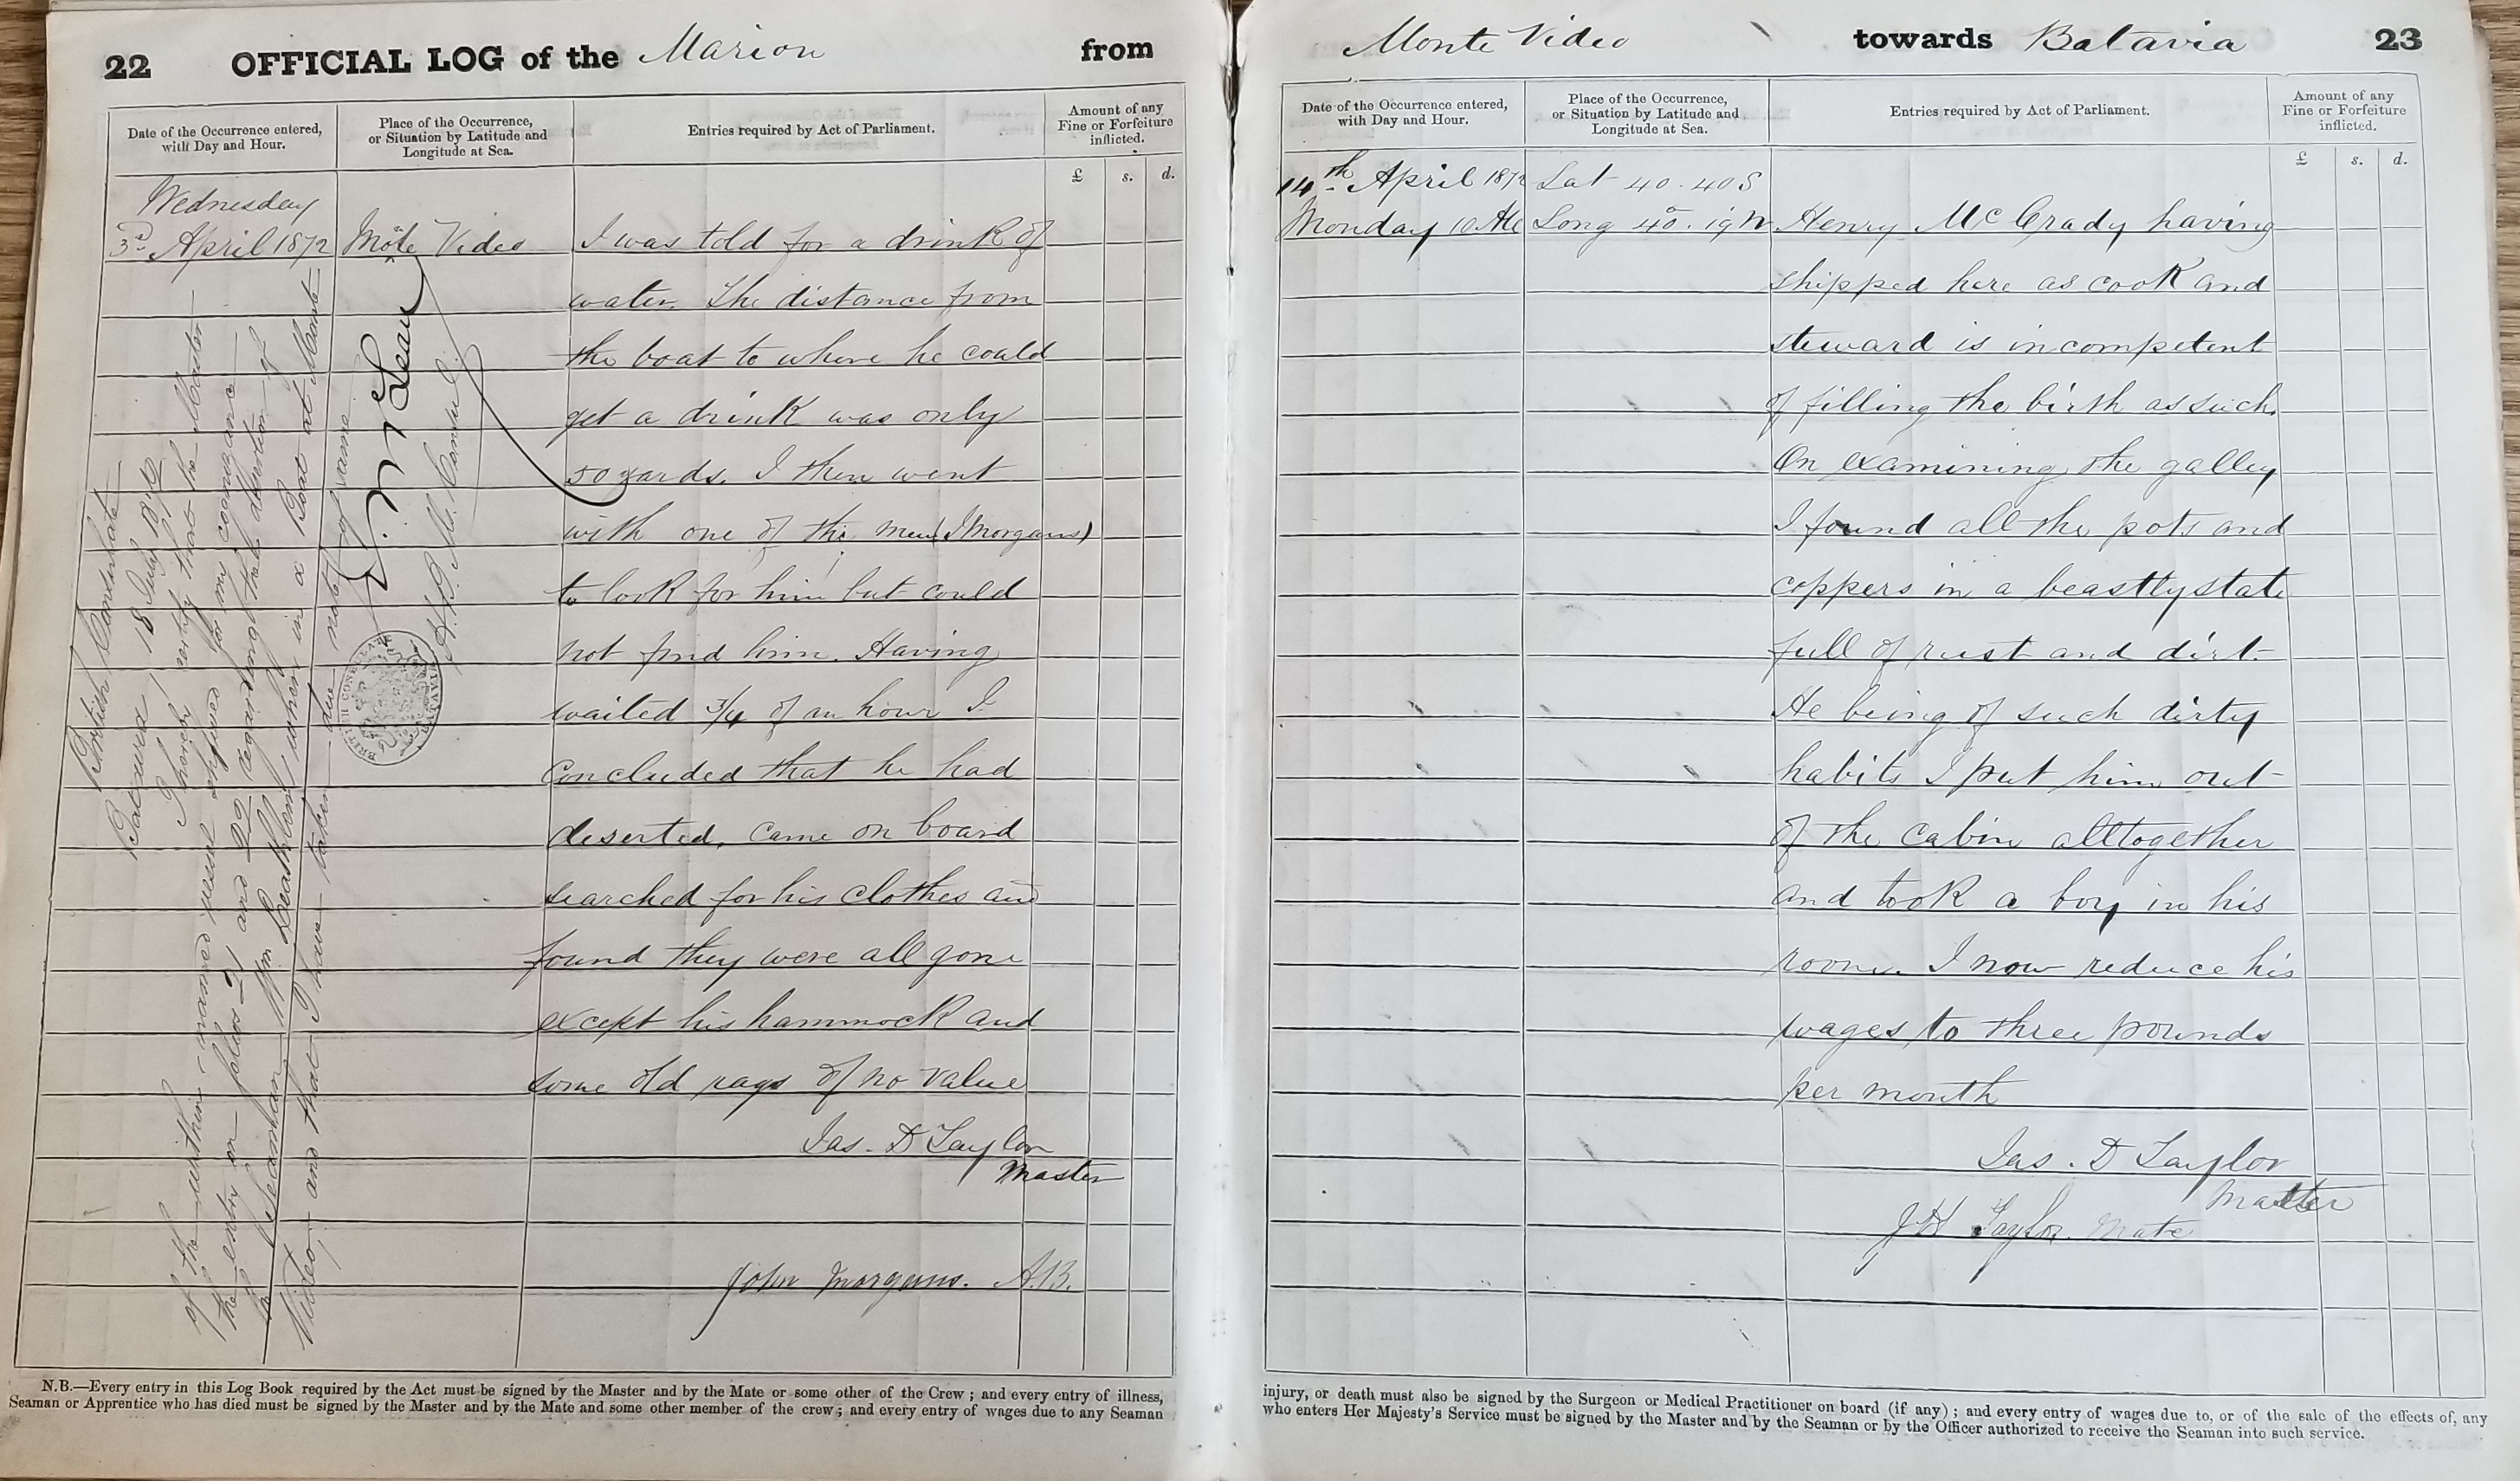 22 OFFICIAL LOG of the Marion from
Date of the Occurrence entered, with Day and Hour.
Place of the Occurrence, or Situation by Latitude and Longitude at Sea.
Entries required by Act of Parliament.
Amount of any Fine or Forfeiture inflicted.
£ s. d.
Wednesday
3rd April 1872 Monte Video I was told for a drink of
water. The distance from
the boat to where he could
get a drink was only
50 yards. I then went
with one of the men (J Morgans)
to look for him but could
not find him. Having
waited 3/4 of an hour I
concluded that he had
deserted, came on board
searched for his clothes and
found they were all gone
except his hammock and
some old rags of no value
Jas. D Taylor
Master
John Morgans. A.B.
British Consulate
Batavia 18 July 1872
I hereby certify that the Master
of the within named vessel shipped for my cognizance
the entry on folios 21 and 22 regarding the desertion of
a seaman Wm when in a Boat at Monte
Video, and that I have taken due note of same
H.B.M.
BRITISH CONSULATE BATAVIA
N.B.—Every entry in this Log Book required by the Act must be signed by the Master and by the Mate or some other of the Crew; and every entry of illness,
Seaman or Apprentice who has died must be signed by the Master and by the Mate and some other member of the crew; and every entry of wages due to any Seaman
Monte Video towards Batavia 23
Date of the Occurrence entered, with Day and Hour.
Place of the Occurrence, or Situation by Latitude and Longitude at Sea.
Entries required by Act of Parliament.
Amount of any Fine or Forfeiture inflicted.
£ s. d.
14th April 1872 Lat 40.40 S
Monday 10 AM Long 40.19 W Henry McCrady having
shipped here as cook and
steward is incompetent
of filling the birth as such.
On examining the galley
I found all the pots and
coppers in a beastly state
full of rust and dirt.
He being of such dirty
habits I put him out
of the cabin alltogether
and took a boy in his
room. I now reduce his
wages to three pounds
per month
Jas. D Taylor
Master
J H Taylor Mate
injury, or death must also be signed by the Surgeon or Medical Practitioner on board (if any); and every entry of wages due to, or of the sale of the effects of, any
who enters Her Majesty's Service must be signed by the Master and by the Seaman or by the Officer authorized to receive the Seaman into such service.